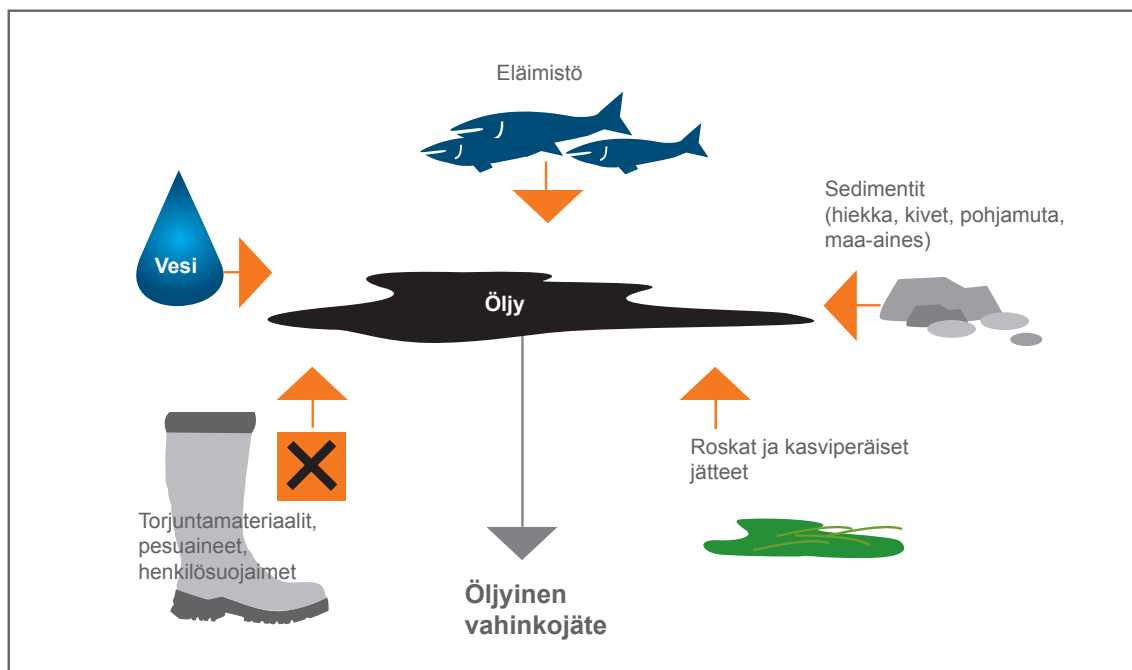 Eläimistö
Sedimentit
(hiekka, kivet, pohjamuta,
maa-aines)
Vesi
Öljy
Roskat ja kasviperäiset
jätteet
Torjuntamateriaalit,
pesuaineet,
henkilösuojaimet
Öljyinen
vahinkojäte